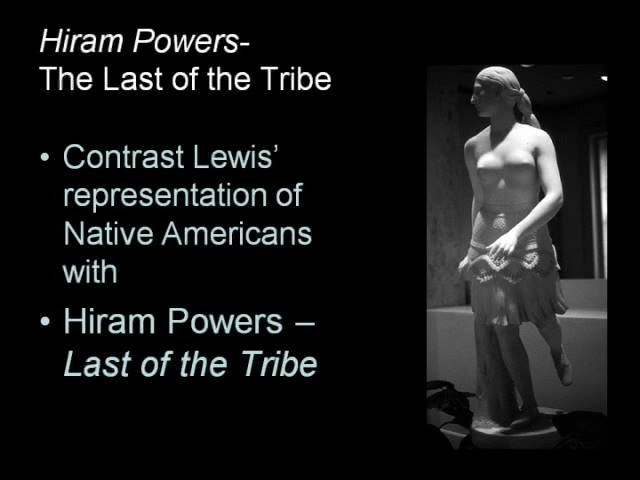 Hiram Powers-
The Last of the Tribe
• Contrast Lewis’
representation of
Native Americans
with
• Hiram Powers –
Last of the Tribe